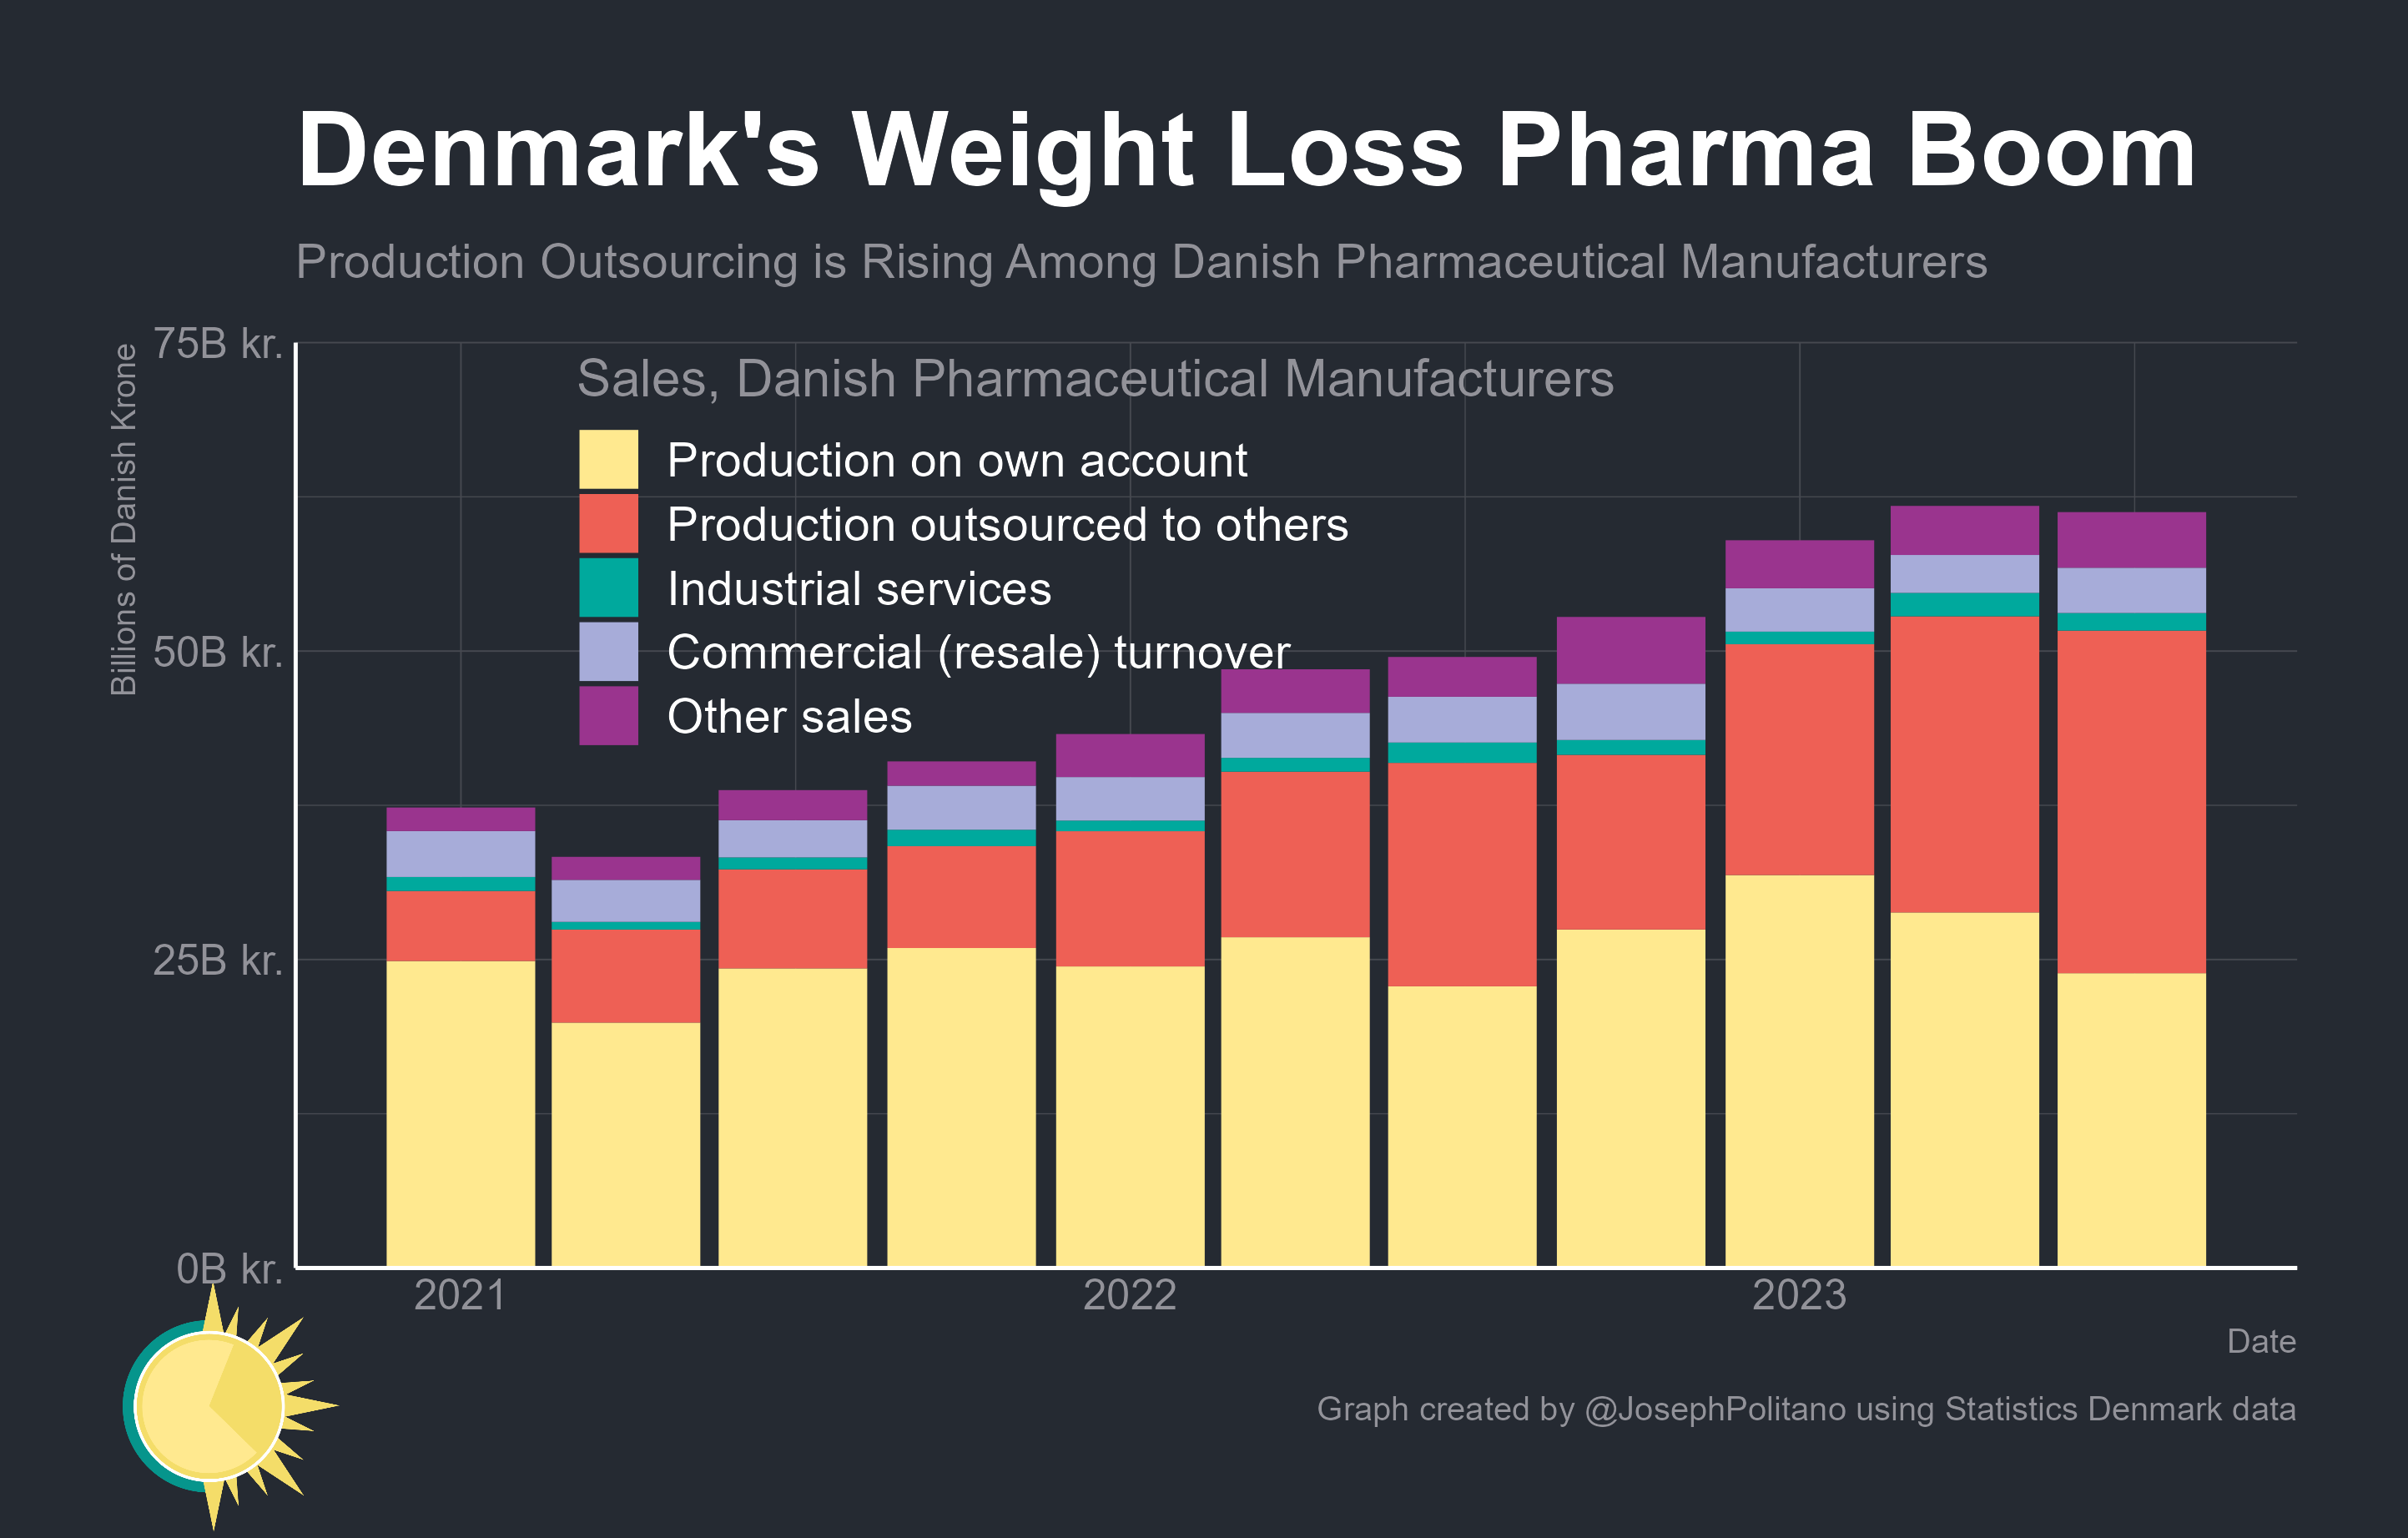 Denmark's Weight Loss Pharma Boom
Production Outsourcing is Rising Among Danish Pharmaceutical Manufacturers
Billions of Danish Krone
75B kr.
50B kr.
25B kr.
0B kr.
Sales, Danish Pharmaceutical Manufacturers
Production on own account
Production outsourced to others
Industrial services
Commercial (resale) turnover
Other sales
2021
2022
2023
Date
Graph created by @JosephPolitano using Statistics Denmark data